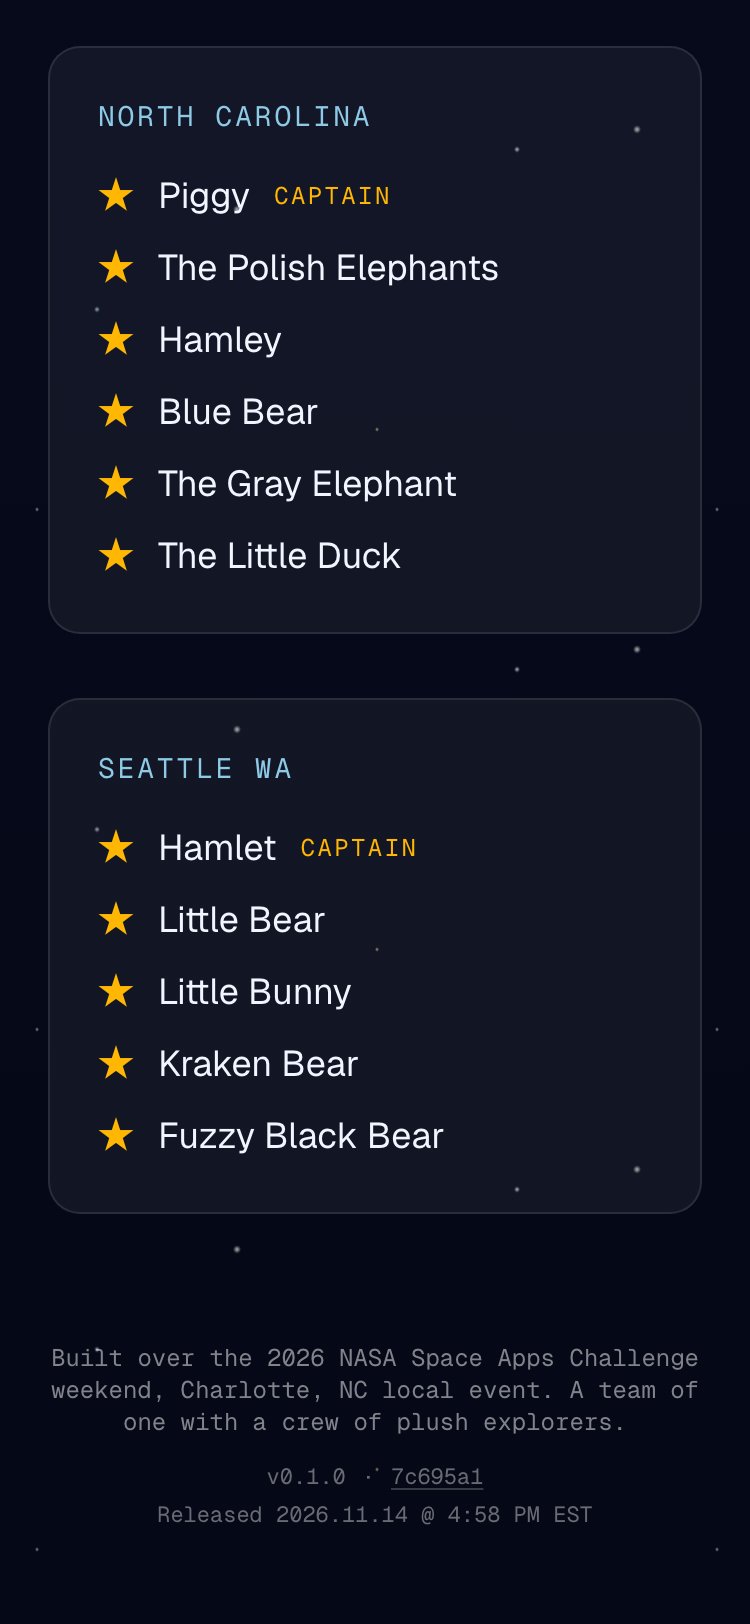 NORTH CAROLINA
★ Piggy CAPTAIN
★ The Polish Elephants
★ Hamley
★ Blue Bear
★ The Gray Elephant
★ The Little Duck
SEATTLE WA
★ Hamlet CAPTAIN
★ Little Bear
★ Little Bunny
★ Kraken Bear
★ Fuzzy Black Bear
Built over the 2026 NASA Space Apps Challenge
weekend, Charlotte, NC local event. A team of
one with a crew of plush explorers.
v0.1.0 · 7c695a1
Released 2026.11.14 @ 4:58 PM EST